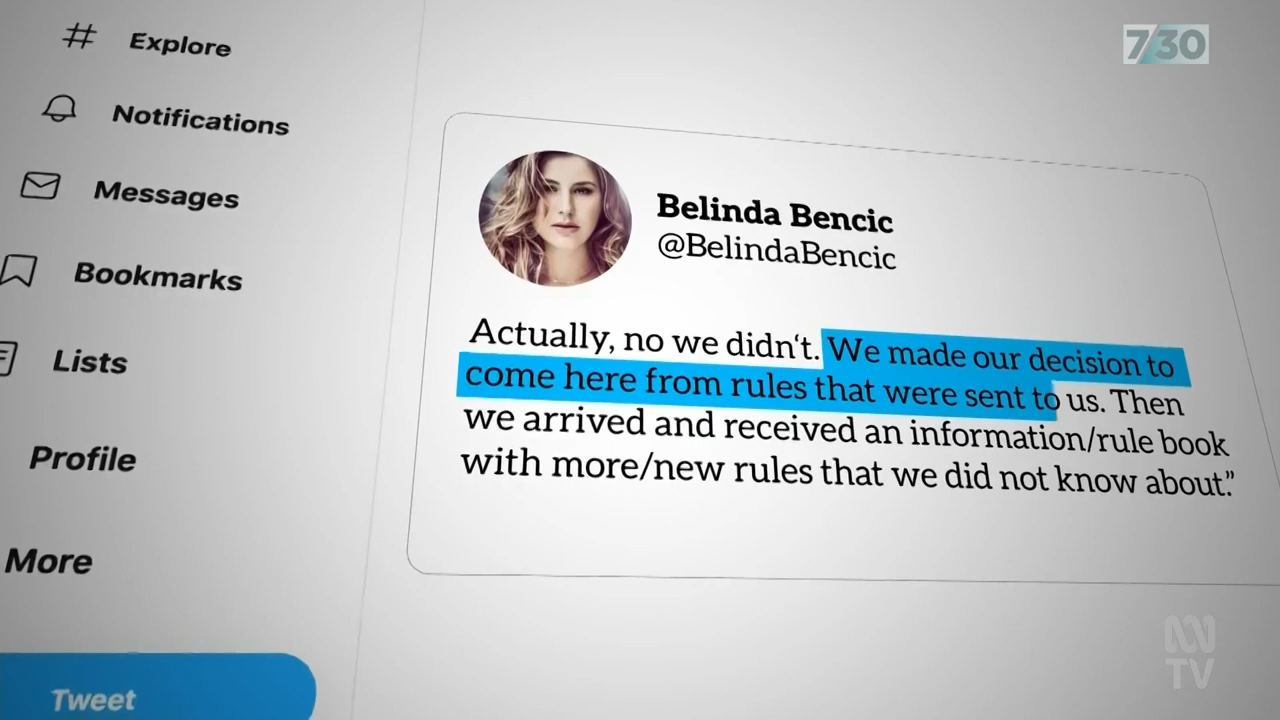 Explore
Notifications
Messages
Bookmarks
Lists
Profile
More
Tweet
7/30
Belinda Bencic
@BelindaBencic
Actually, no we didn‘t. We made our decision to
come here from rules that were sent to us. Then
we arrived and received an information/rule book
with more/new rules that we did not know about.”
TV